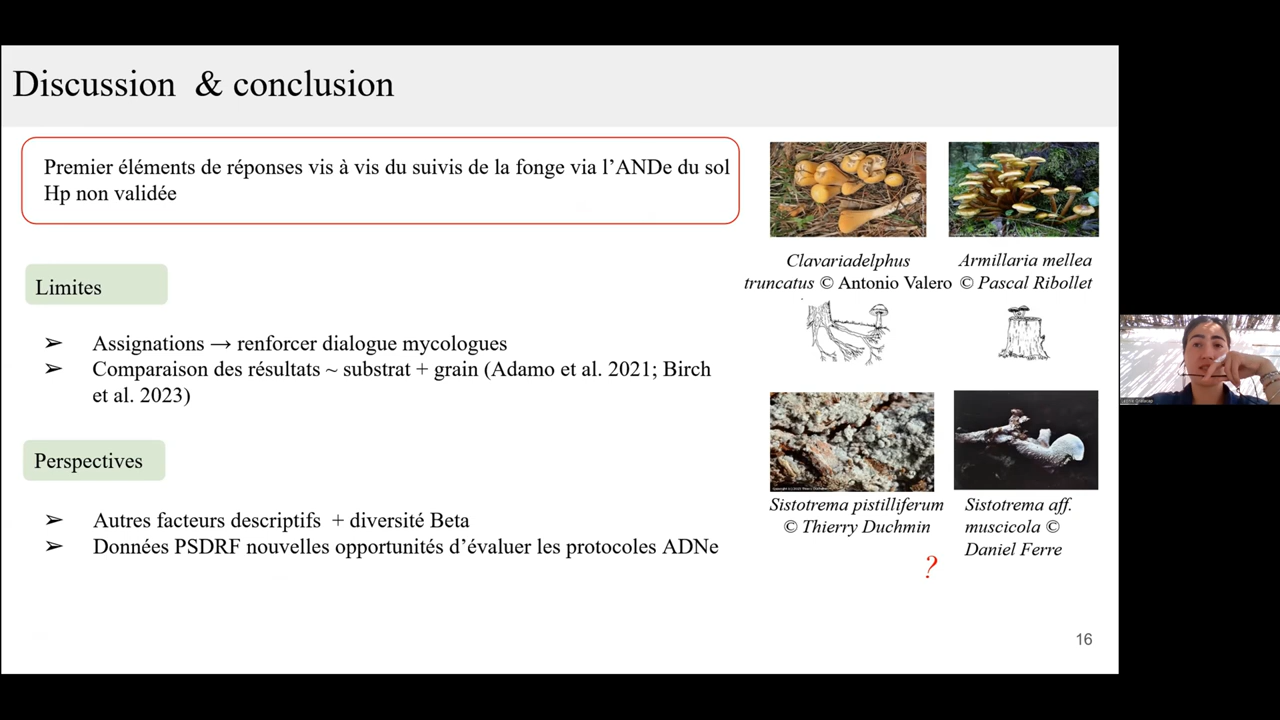 Discussion & conclusion
Premier éléments de réponses vis à vis du suivis de la fonge via l'ANDe du sol
Hp non validée
Limites
➢ Assignations → renforcer dialogue mycologues
➢ Comparaison des résultats ~ substrat + grain (Adamo et al. 2021; Birch
et al. 2023)
Perspectives
➢ Autres facteurs descriptifs + diversité Beta
➢ Données PSDRF nouvelles opportunités d'évaluer les protocoles ADNe
Clavariadelphus
truncatus © Antonio Valero
Armillaria mellea
© Pascal Ribollet
Sistotrema pistilliferum
© Thierry Duchmin
Sistotrema aff.
muscicola ©
Daniel Ferre
?
16